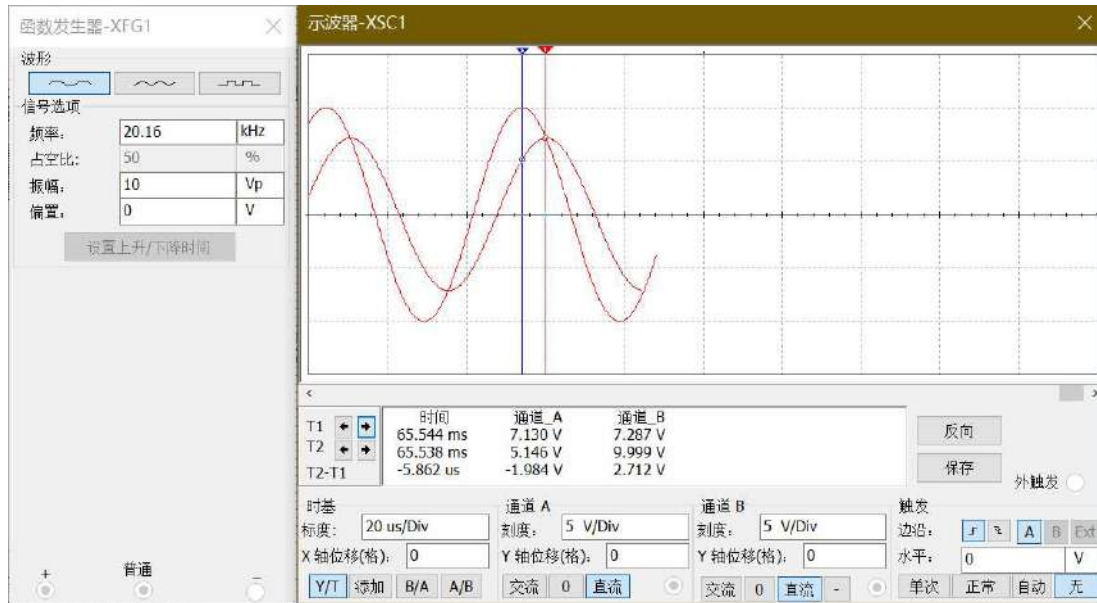 函数发生器-XFG1
波形
信号选项
频率: 20.16 kHz
占空比: 50 %
振幅: 10 Vp
偏置: 0 V
设置上升/下降时间
+ 普通 -
示波器-XSC1
时间 通道_A 通道_B
T1 65.544 ms 7.130 V 7.287 V
T2 65.538 ms 5.146 V 9.999 V
T2-T1 -5.862 us -1.984 V 2.712 V
反向
保存
外触发
时基
标度: 20 us/Div
X 轴位移(格): 0
Y/T 添加 B/A A/B
通道 A
刻度: 5 V/Div
Y 轴位移(格): 0
交流 0 直流
通道 B
刻度: 5 V/Div
Y 轴位移(格): 0
交流 0 直流 -
触发
边沿: A B Ext
水平: 0 V
单次 正常 自动 无